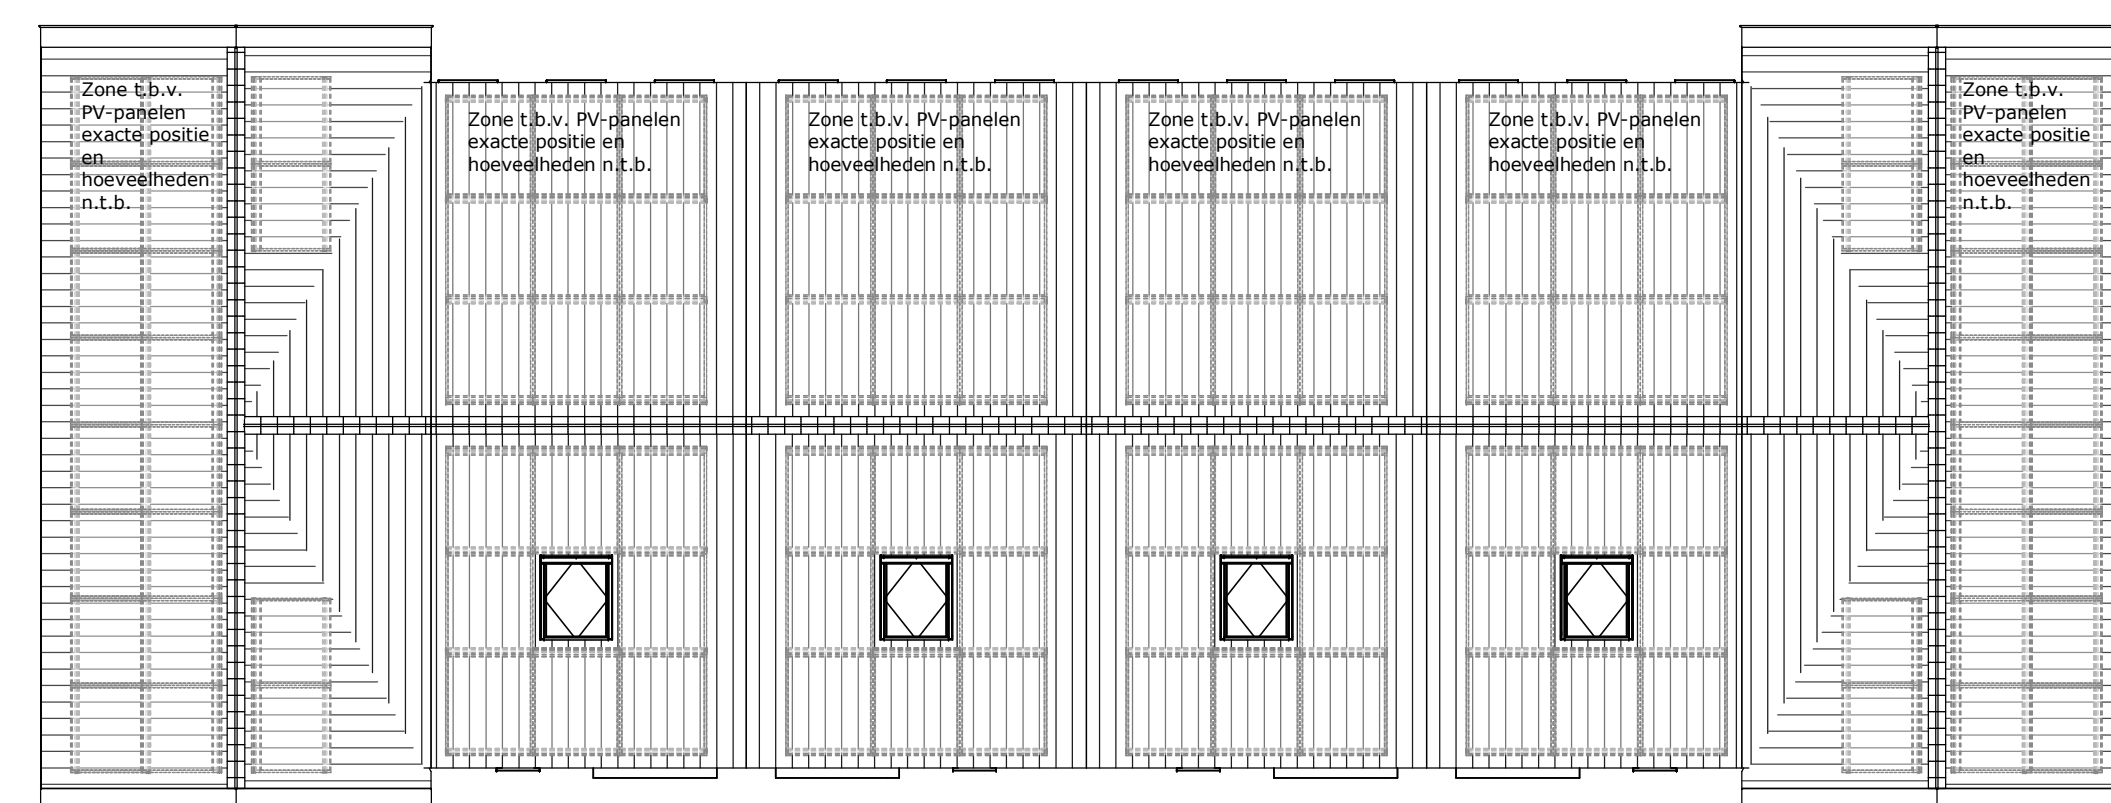 Zone t.b.v.
PV-panelen
exacte positie
en
hoeveelheden
n.t.b.
Zone t.b.v. PV-panelen
exacte positie en
hoeveelheden n.t.b.
Zone t.b.v. PV-panelen
exacte positie en
hoeveelheden n.t.b.
Zone t.b.v. PV-panelen
exacte positie en
hoeveelheden n.t.b.
Zone t.b.v. PV-panelen
exacte positie en
hoeveelheden n.t.b.
Zone t.b.v.
PV-panelen
exacte positie
en
hoeveelheden
n.t.b.